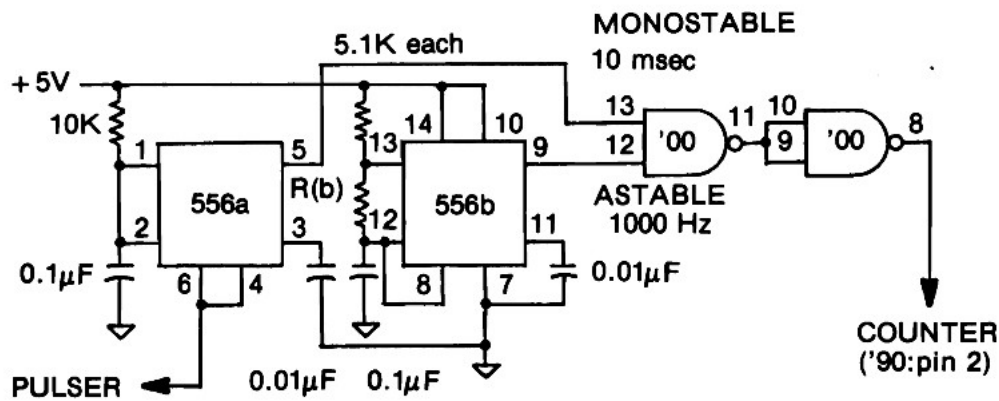 MONOSTABLE
10 msec
5.1K each
+5V
10K
1
2
556a
5
3
6
4
R(b)
0.1μF
13
12
14
10
9
11
8
7
556b
0.01μF
13
12
'00
11
10
9
'00
8
ASTABLE
1000 Hz
COUNTER
('90:pin 2)
PULSER
0.01μF
0.1μF